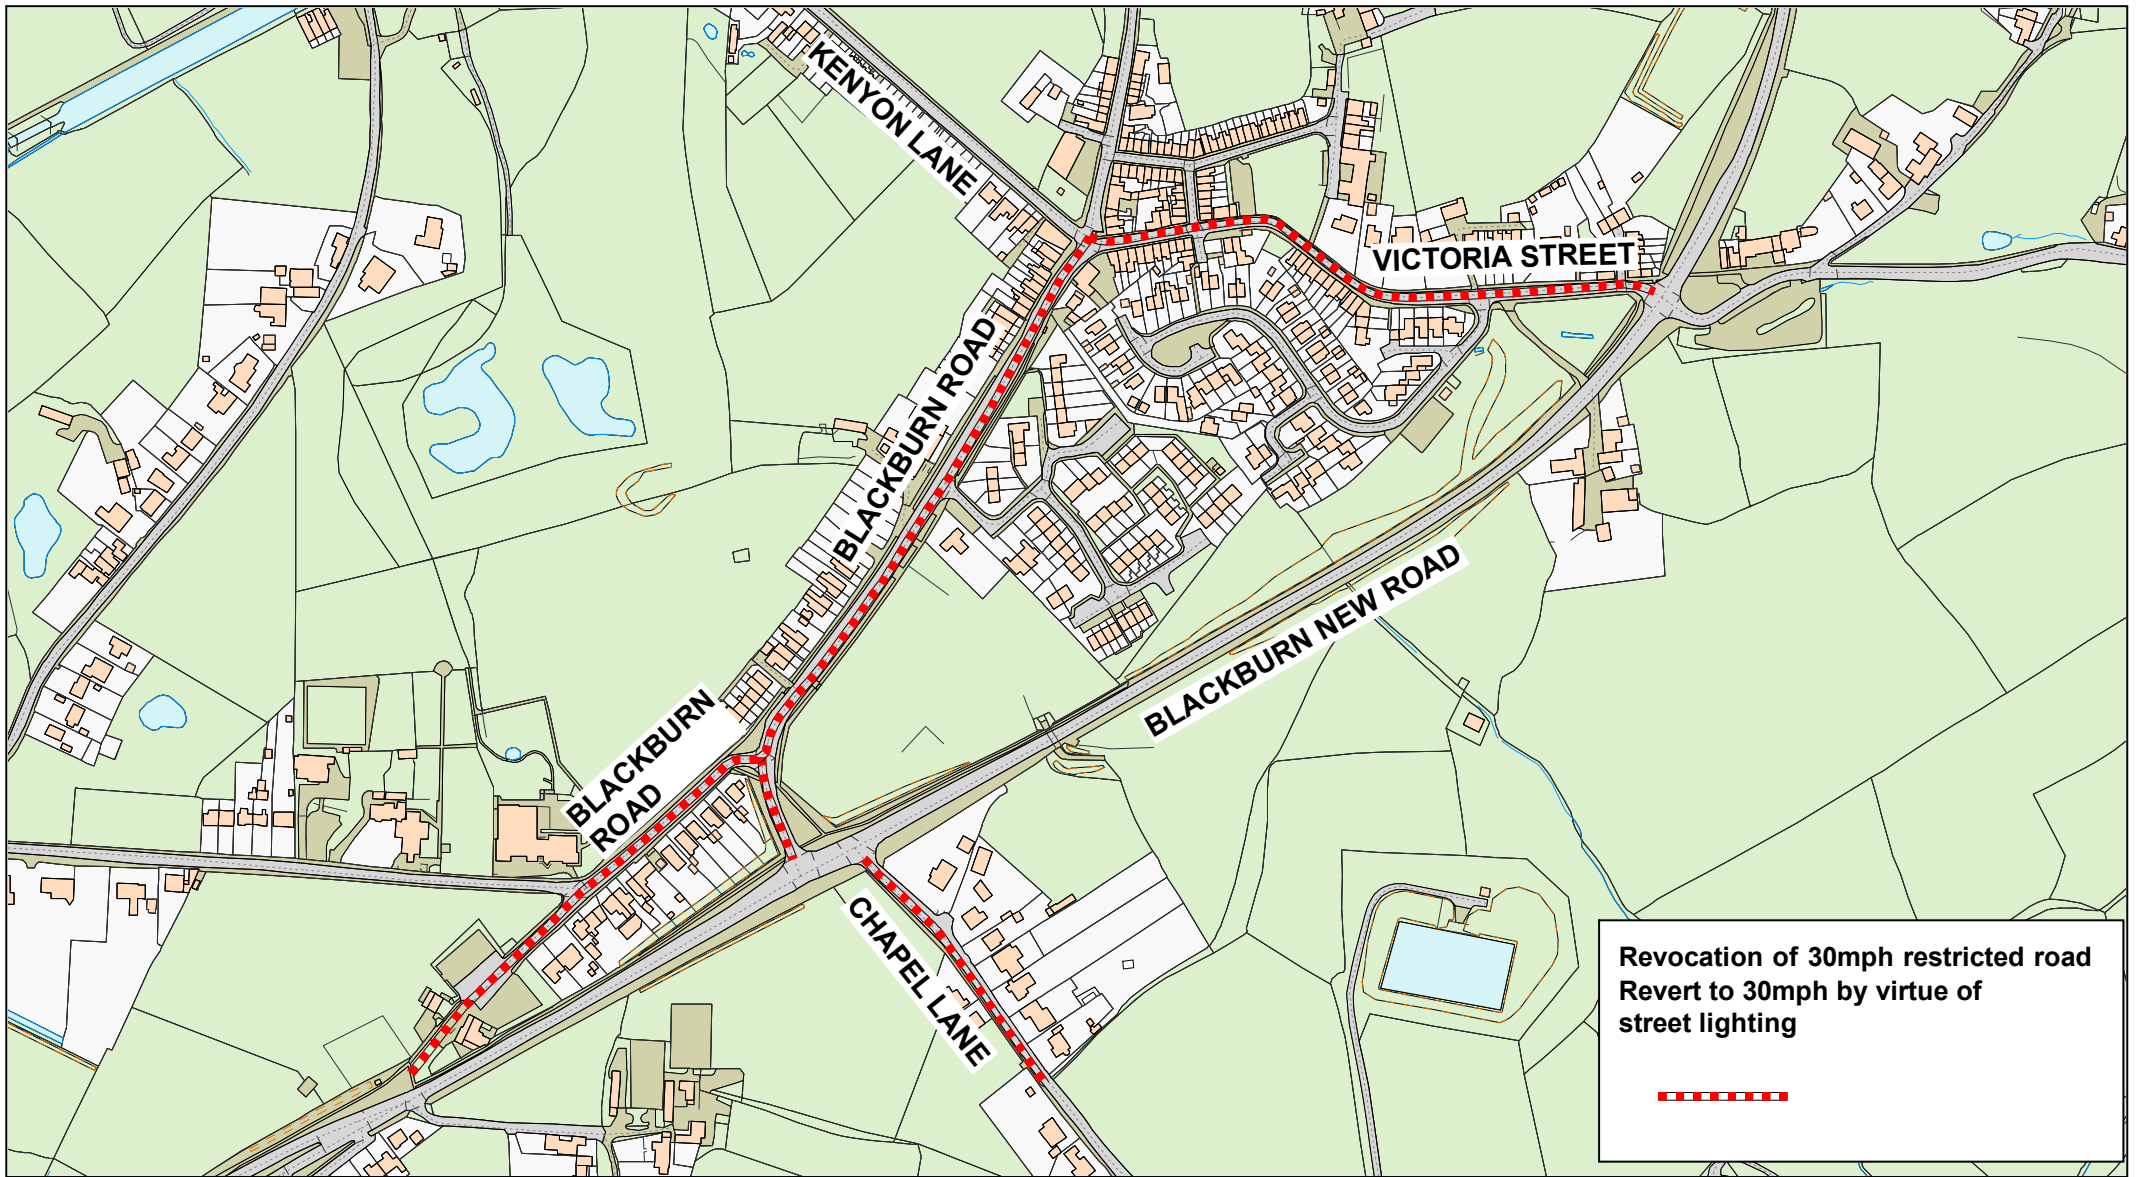 KENYON LANE
VICTORIA STREET
BLACKBURN ROAD
BLACKBURN NEW ROAD
BLACKBURN
ROAD
CHAPEL LANE
Revocation of 30mph restricted road
Revert to 30mph by virtue of
street lighting